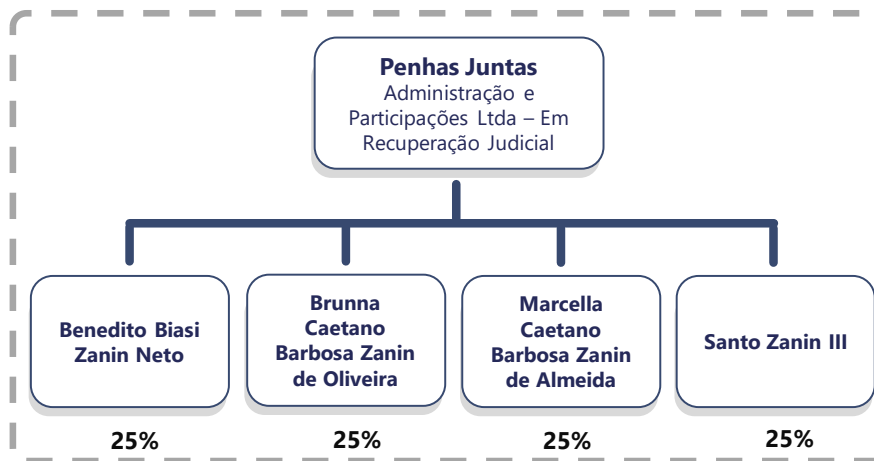 Penhas Juntas
Administração e
Participações Ltda – Em
Recuperação Judicial
Benedito Biasi
Zanin Neto
Brunna
Caetano
Barbosa Zanin
de Oliveira
Marcella
Caetano
Barbosa Zanin
de Almeida
Santo Zanin III
25%
25%
25%
25%